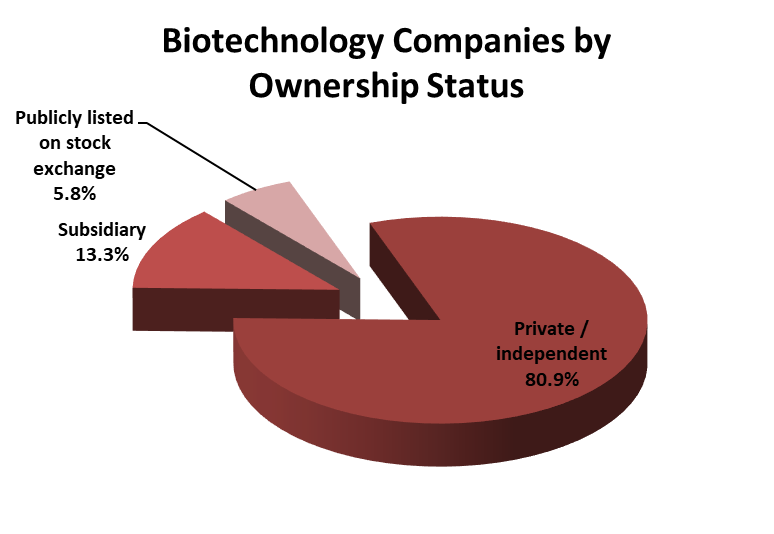 Biotechnology Companies by
Ownership Status
Publicly listed
on stock
exchange
5.8%
Subsidiary
13.3%
Private /
independent
80.9%